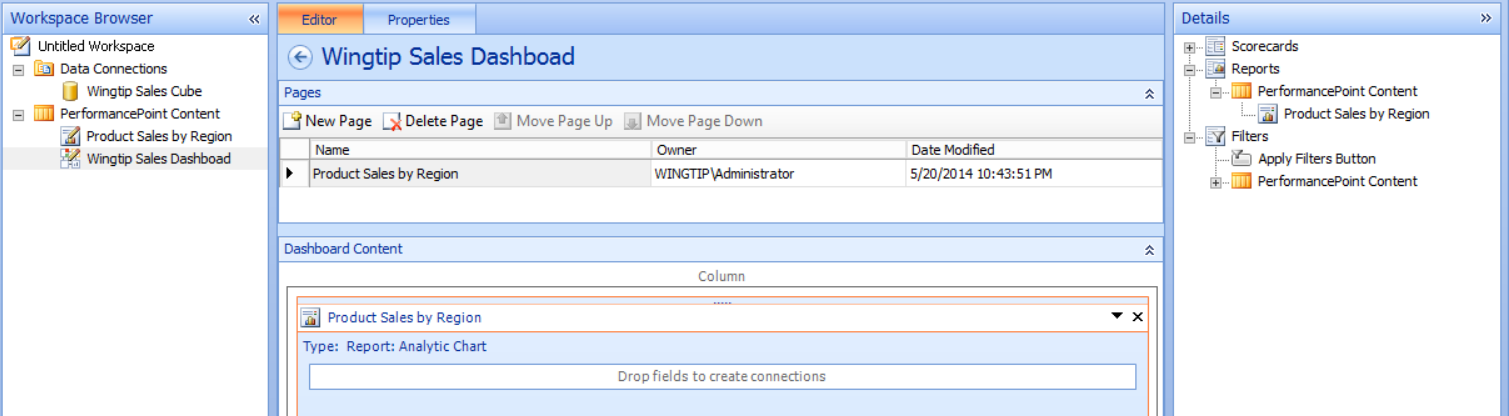 Workspace Browser «
Untitled Workspace
Data Connections
Wingtip Sales Cube
PerformancePoint Content
Product Sales by Region
Wingtip Sales Dashboad
Editor Properties
Wingtip Sales Dashboad
Pages
New Page Delete Page Move Page Up Move Page Down
Name Owner Date Modified
Product Sales by Region WINGTIP\Administrator 5/20/2014 10:43:51 PM
Dashboard Content
Column
Product Sales by Region
Type: Report: Analytic Chart
Drop fields to create connections
Details »
Scorecards
Reports
PerformancePoint Content
Product Sales by Region
Filters
Apply Filters Button
PerformancePoint Content